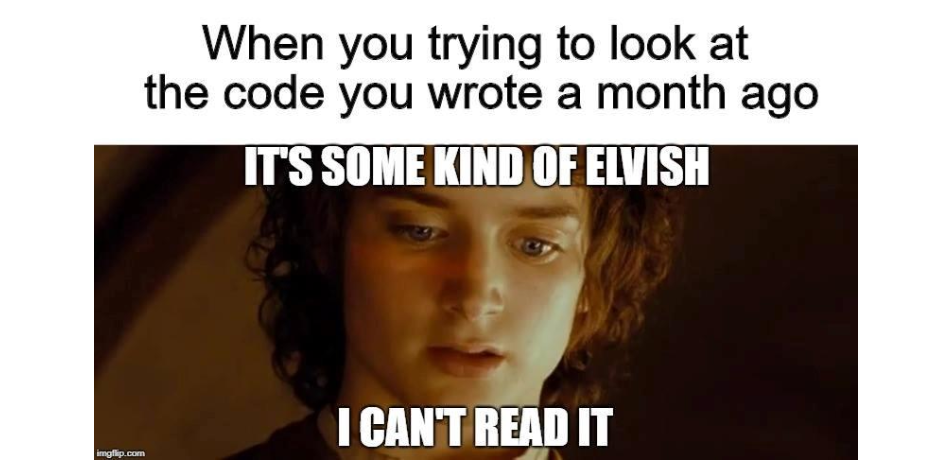 When you trying to look at
the code you wrote a month ago
IT'S SOME KIND OF ELVISH
I CAN'T READ IT
imgflip.com